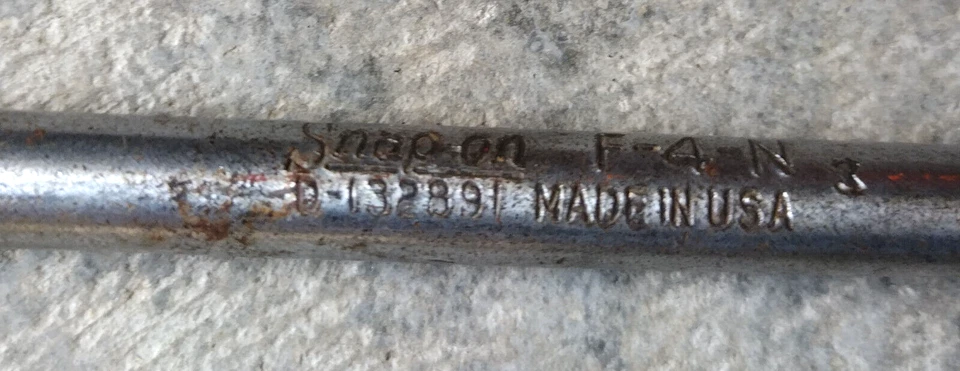 Snap-on F-4-N 3
D-132891 MADE IN USA